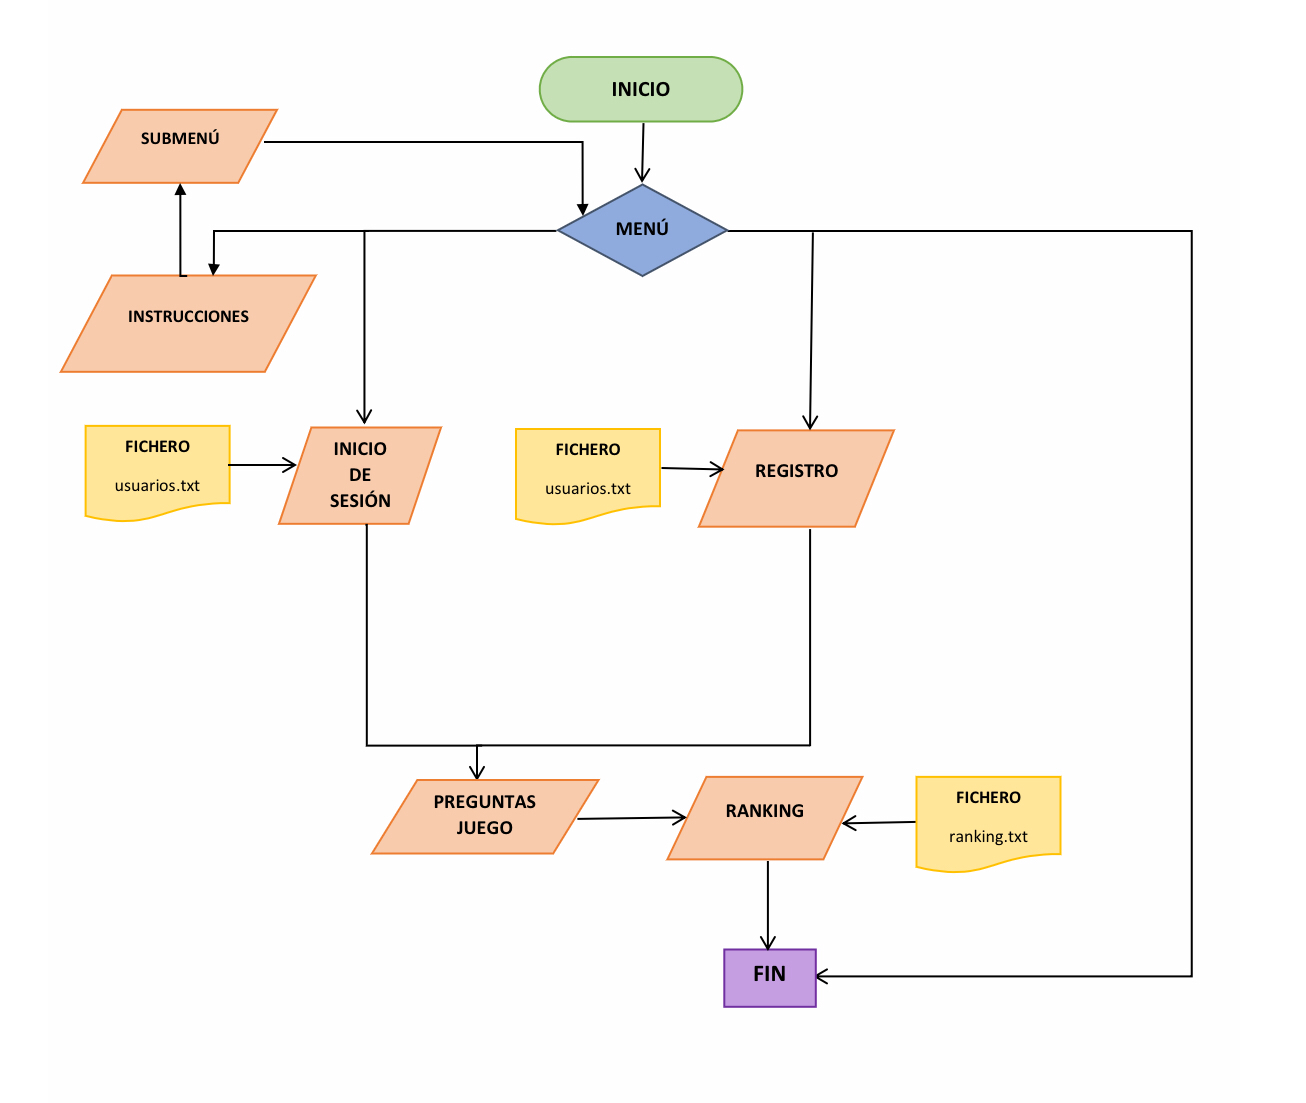 INICIO
SUBMENÚ
MENÚ
INSTRUCCIONES
FICHERO
usuarios.txt
INICIO
DE
SESIÓN
FICHERO
usuarios.txt
REGISTRO
PREGUNTAS
JUEGO
RANKING
FICHERO
ranking.txt
FIN